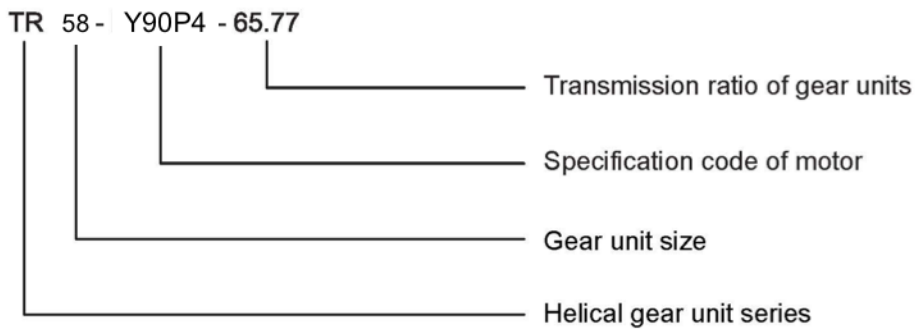 TR 58 - Y90P4 - 65.77
Transmission ratio of gear units
Specification code of motor
Gear unit size
Helical gear unit series